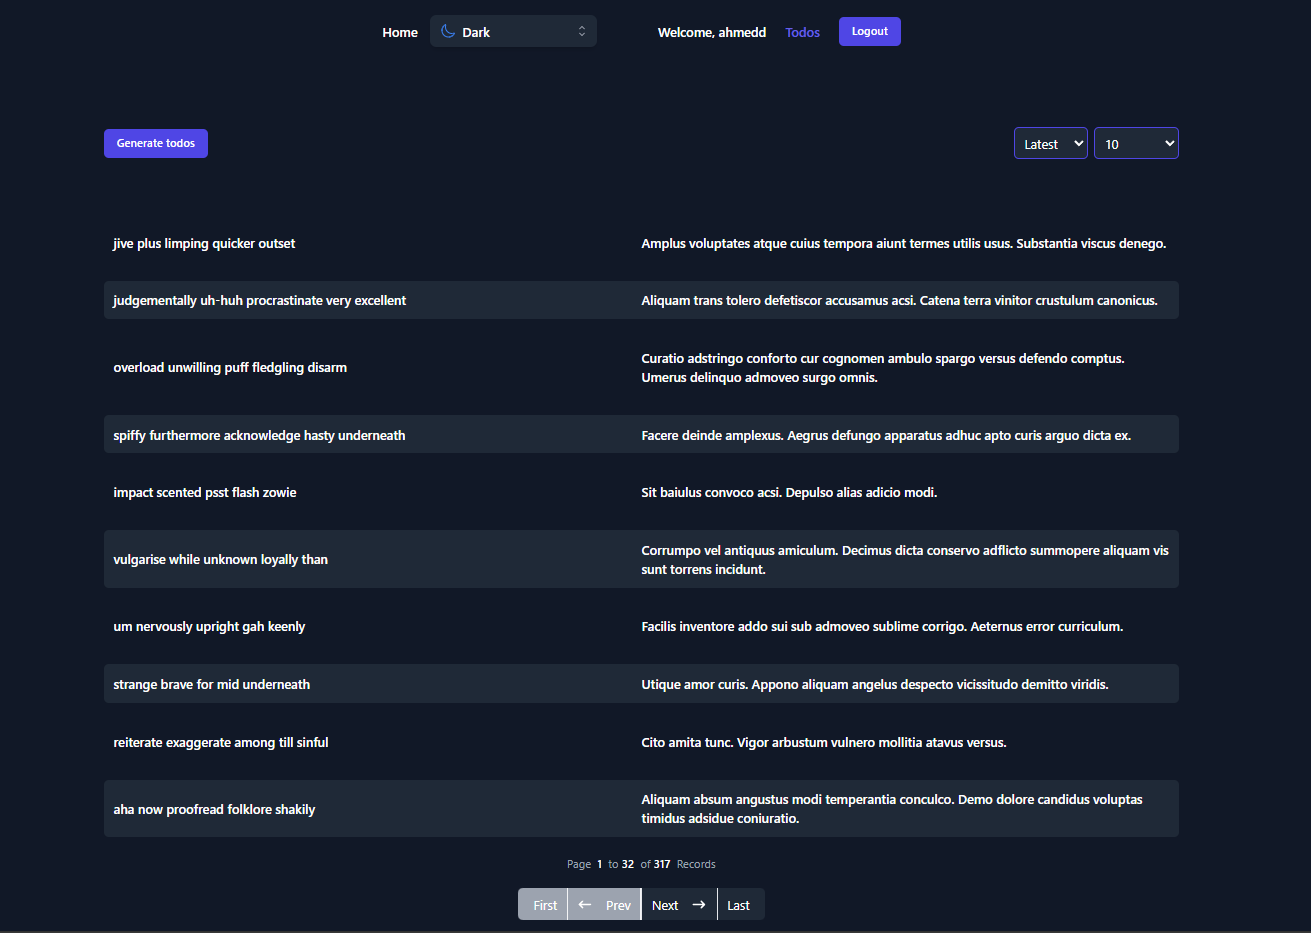 Home Dark Welcome, ahmedd Todos Logout
Generate todos Latest 10
jive plus limping quicker outset Amplus voluptates atque cuius tempora aiunt termes utilis usus. Substantia viscus denego.
judgementally uh-huh procrastinate very excellent Aliquam trans tolero defetiscor accusamus acsi. Catena terra vinitor crustulum canonicus.
overload unwilling puff fledgling disarm Curatio adstringo conforto cur cognomen ambulo spargo versus defendo comptus.
Umerus delinquo admoveo surgo omnis.
spiffy furthermore acknowledge hasty underneath Facere deinde amplexus. Aegrus defungo apparatus adhuc apto curis arguo dicta ex.
impact scented psst flash zowie Sit baiulus convoco acsi. Depulso alias adicio modi.
vulgarise while unknown loyally than Corrumpo vel antiquus amiculum. Decimus dicta conservo adflicto summopere aliquam vis
sunt torrens incidunt.
um nervously upright gah keenly Facilis inventore addo sui sub admoveo sublime corrigo. Aeternus error curriculum.
strange brave for mid underneath Utique amor curis. Appono aliquam angelus despecto vicissitudo demitto viridis.
reiterate exaggerate among till sinful Cito amita tunc. Vigor arbustum vulnero mollitia atavus versus.
aha now proofread folklore shakily Aliquam absum angustus modi temperantia conculco. Demo dolore candidus voluptas
timidus adsidue coniuratio.
Page 1 to 32 of 317 Records
First ← Prev Next → Last